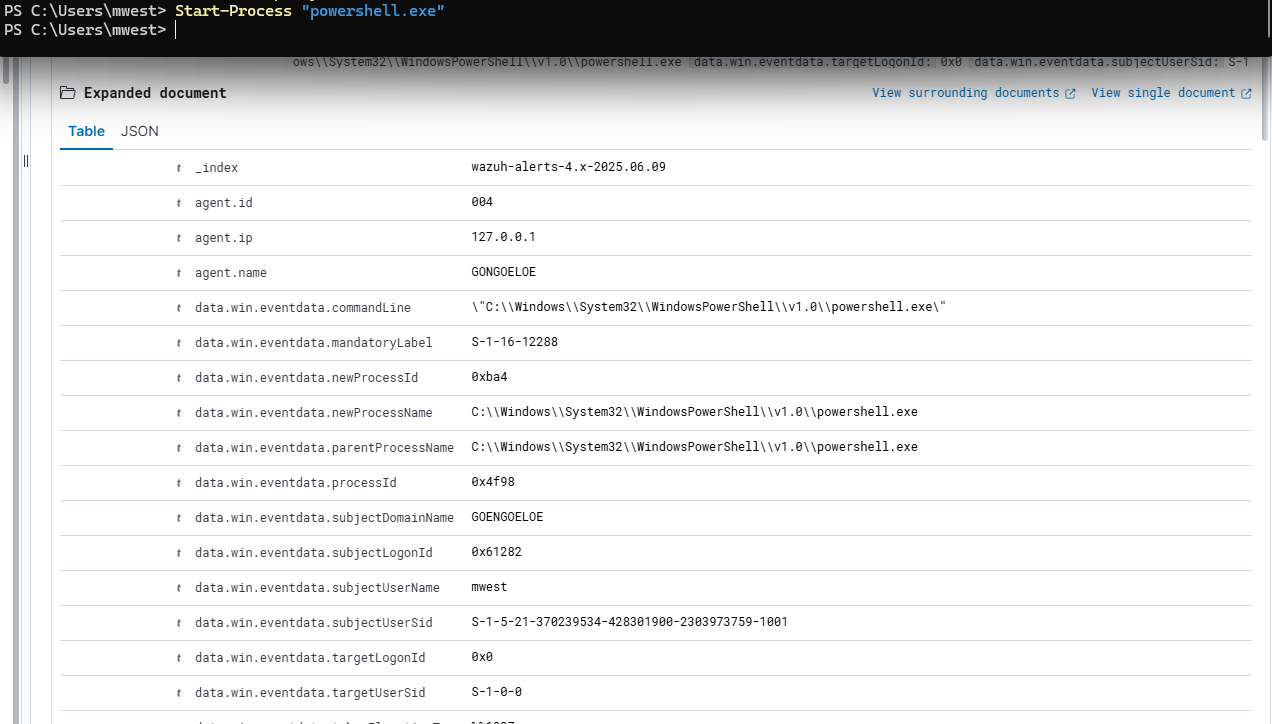 PS C:\Users\mwest> Start-Process "powershell.exe"
PS C:\Users\mwest>
ows\\System32\\WindowsPowerShell\\v1.0\\powershell.exe data.win.eventdata.targetLogonId: 0x0 data.win.eventdata.subjectUserSid: S-1
Expanded document View surrounding documents View single document
Table JSON
t _index wazuh-alerts-4.x-2025.06.09
t agent.id 004
t agent.ip 127.0.0.1
t agent.name GONGOELOE
t data.win.eventdata.commandLine \"C:\\Windows\\System32\\WindowsPowerShell\\v1.0\\powershell.exe\"
t data.win.eventdata.mandatoryLabel S-1-16-12288
t data.win.eventdata.newProcessId 0xba4
t data.win.eventdata.newProcessName C:\\Windows\\System32\\WindowsPowerShell\\v1.0\\powershell.exe
t data.win.eventdata.parentProcessName C:\\Windows\\System32\\WindowsPowerShell\\v1.0\\powershell.exe
t data.win.eventdata.processId 0x4f98
t data.win.eventdata.subjectDomainName GOENGOELOE
t data.win.eventdata.subjectLogonId 0x61282
t data.win.eventdata.subjectUserName mwest
t data.win.eventdata.subjectUserSid S-1-5-21-370239534-428301900-2303973759-1001
t data.win.eventdata.targetLogonId 0x0
t data.win.eventdata.targetUserSid S-1-0-0